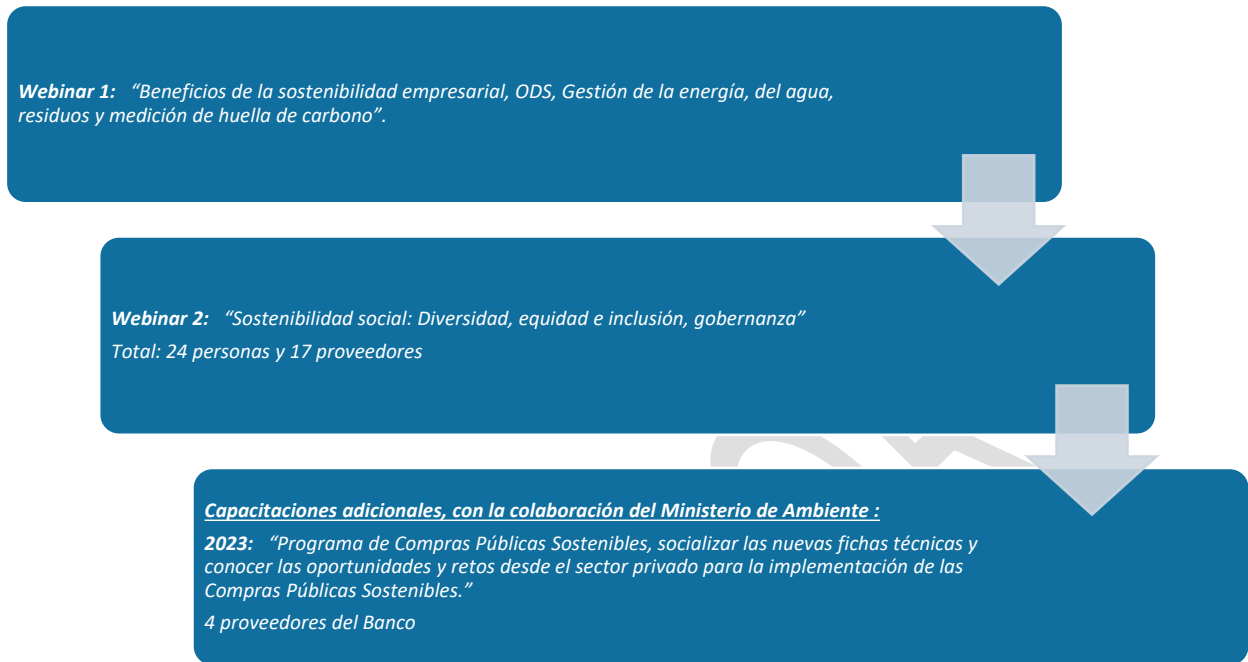 Webinar 1: “Beneficios de la sostenibilidad empresarial, ODS, Gestión de la energía, del agua,
residuos y medición de huella de carbono”.
Webinar 2: “Sostenibilidad social: Diversidad, equidad e inclusión, gobernanza”
Total: 24 personas y 17 proveedores
Capacitaciones adicionales, con la colaboración del Ministerio de Ambiente :
2023: “Programa de Compras Públicas Sostenibles, socializar las nuevas fichas técnicas y
conocer las oportunidades y retos desde el sector privado para la implementación de las
Compras Públicas Sostenibles.”
4 proveedores del Banco